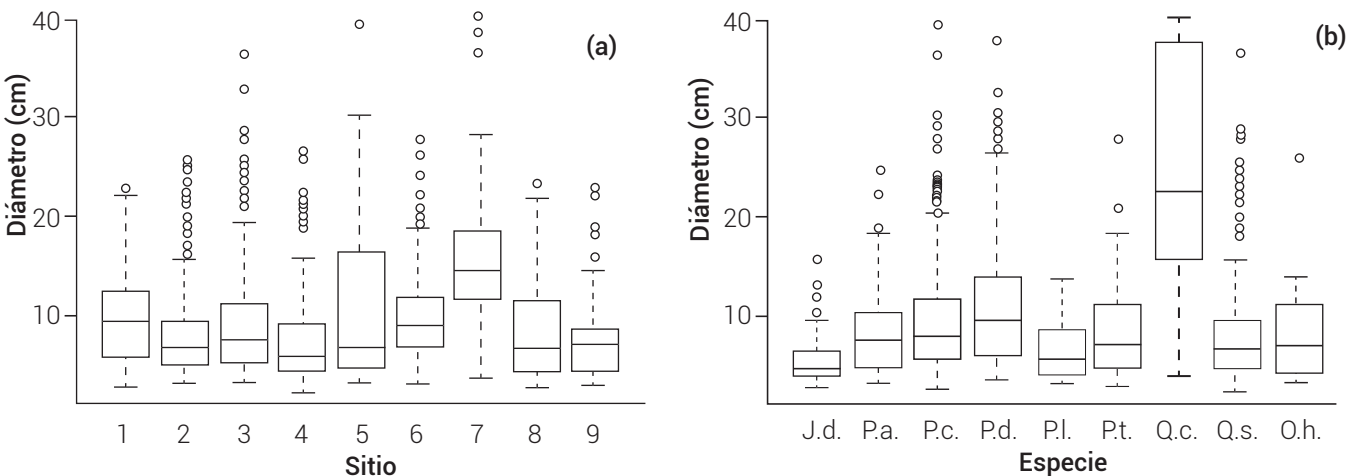 40
30
20
10
Diámetro (cm)
(a)
1 2 3 4 5 6 7 8 9
Sitio
40
30
20
10
Diámetro (cm)
(b)
J.d. P.a. P.c. P.d. P.l. P.t. Q.c. Q.s. O.h.
Especie